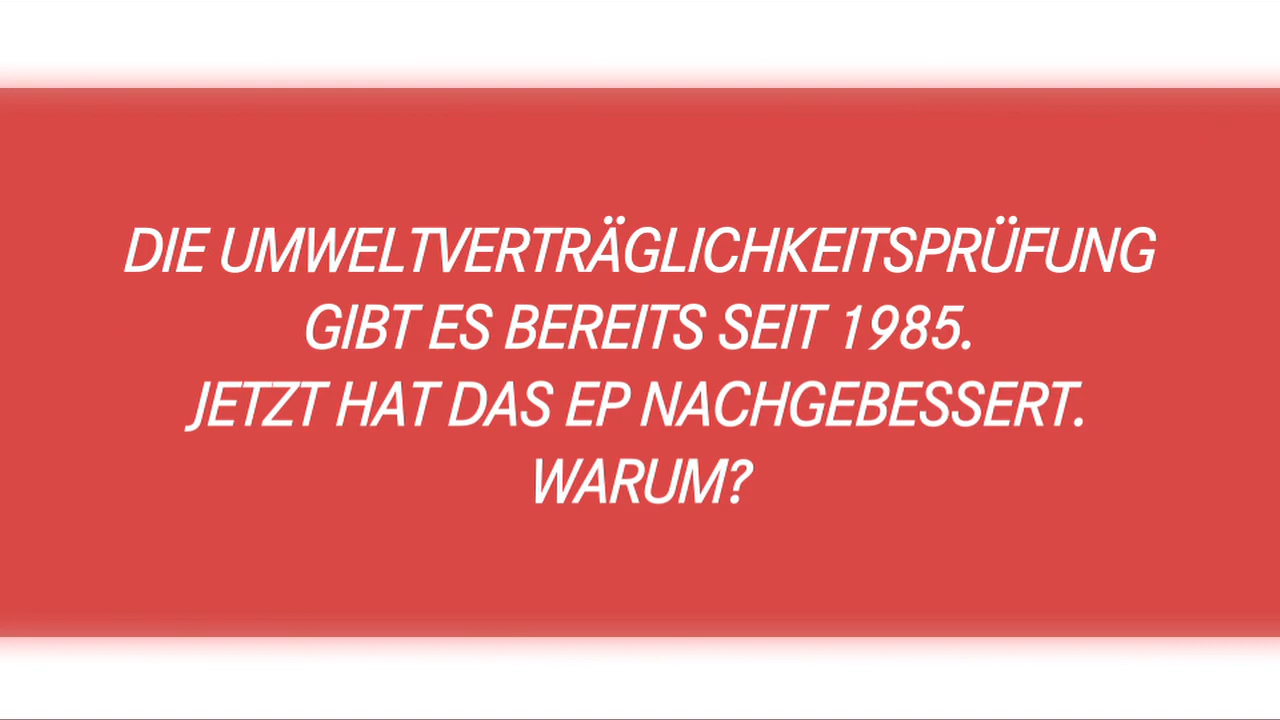 DIE UMWELTVERTRÄGLICHKEITSPRÜFUNG
GIBT ES BEREITS SEIT 1985.
JETZT HAT DAS EP NACHGEBESSERT.
WARUM?